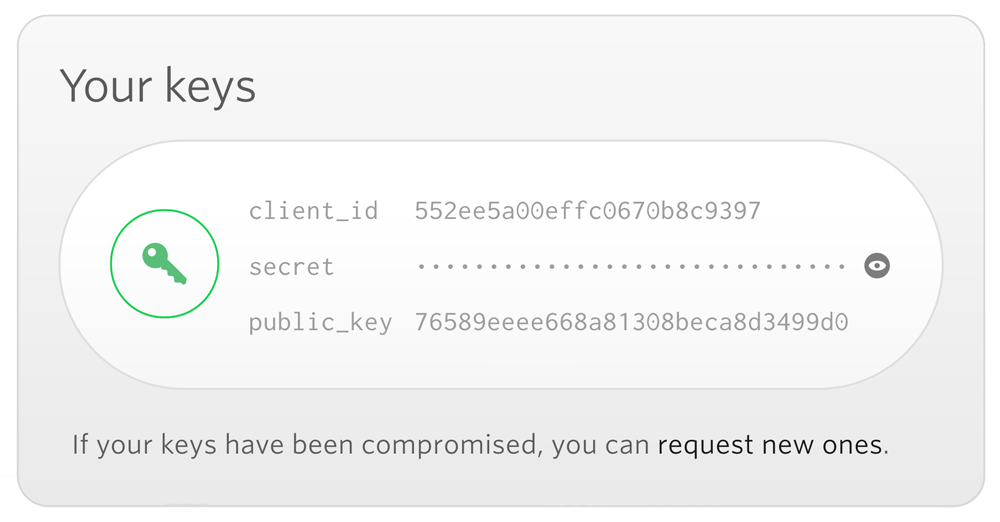 Your keys
client_id 552ee5a00effc0670b8c9397
secret ······························
public_key 76589eeee668a81308beca8d3499d0
If your keys have been compromised, you can request new ones.